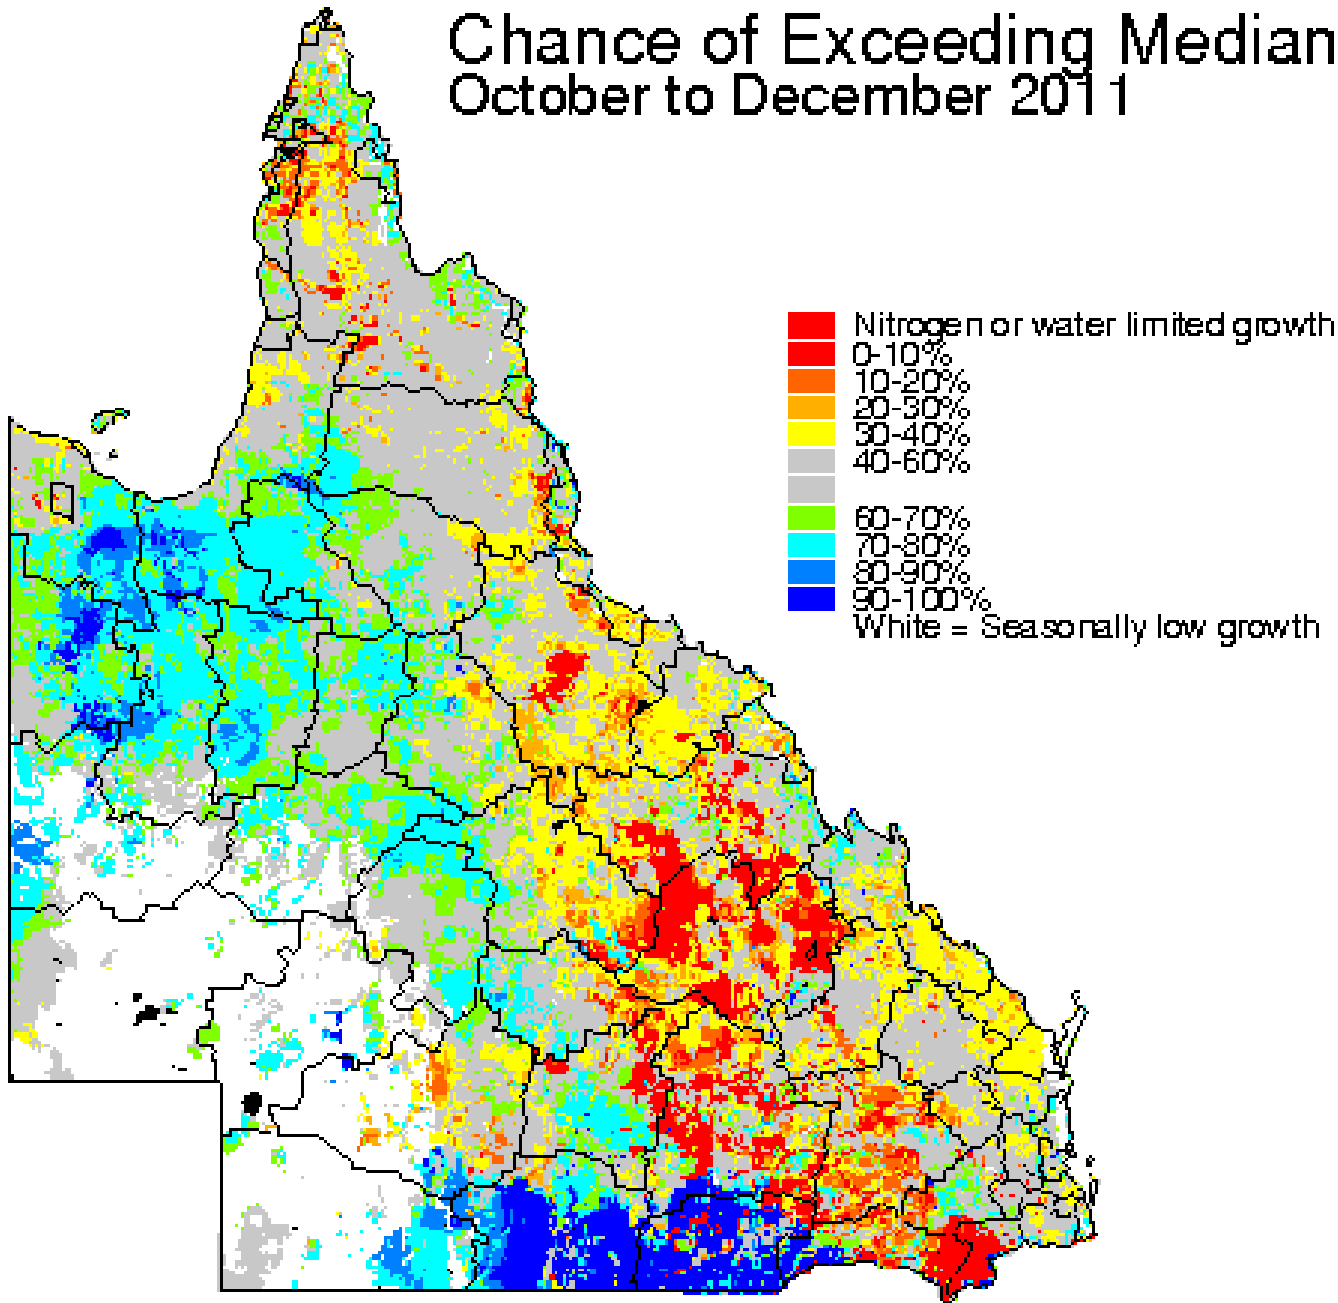 Chance of Exceeding Median
October to December 2011
Nitrogen or water limited growth
0-10%
10-20%
20-30%
30-40%
40-60%
60-70%
70-80%
80-90%
90-100%
White = Seasonally low growth